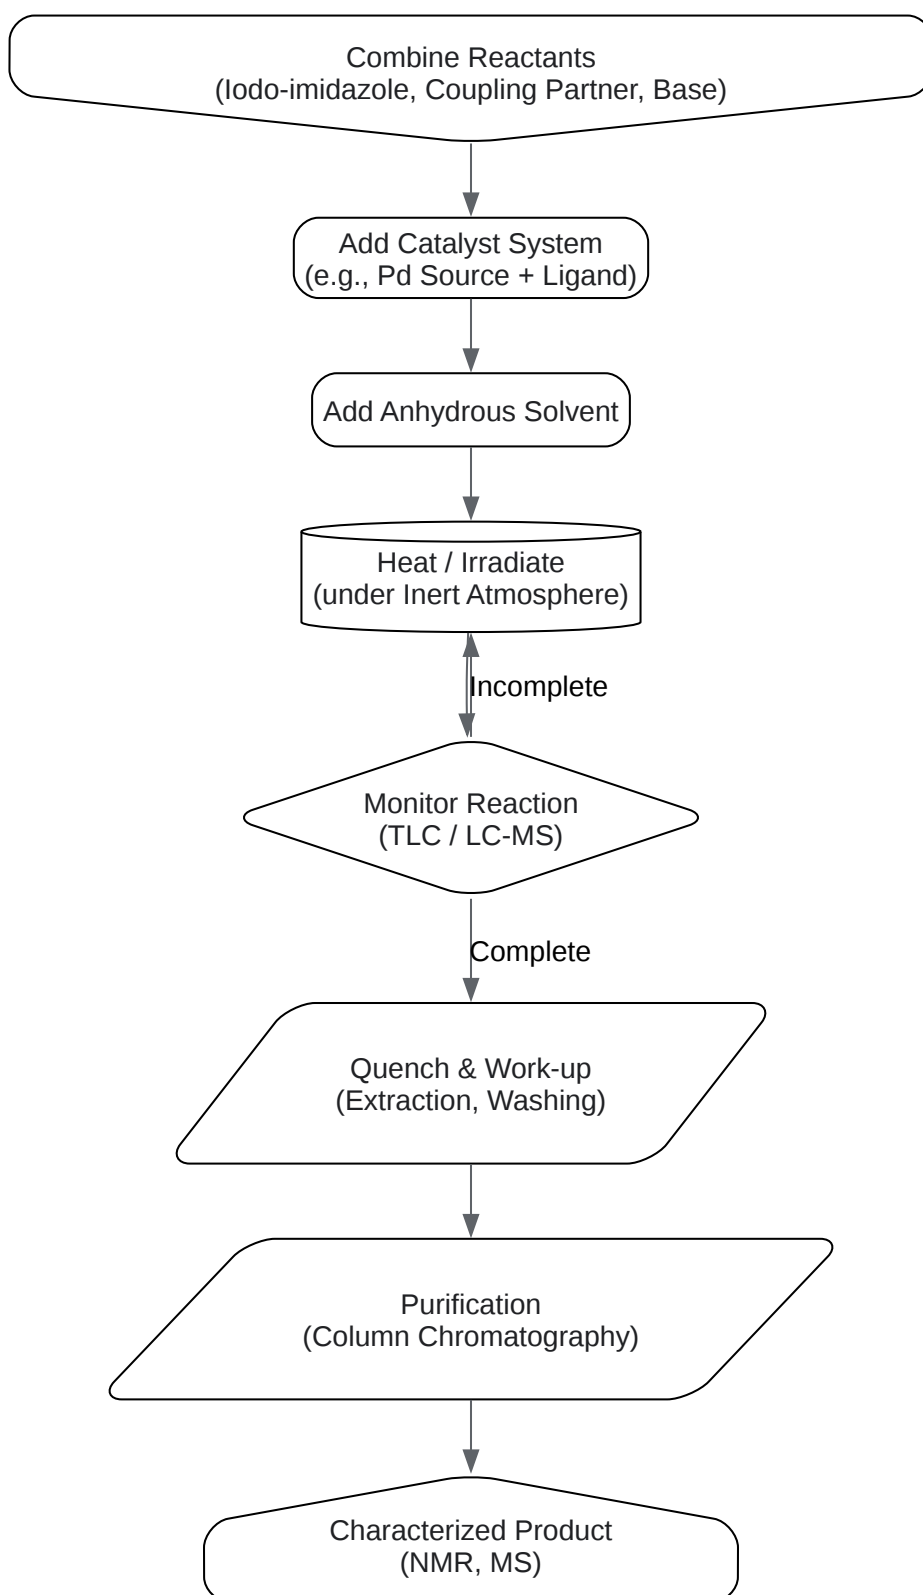 Combine Reactants
(Iodo-imidazole, Coupling Partner, Base)
Add Catalyst System
(e.g., Pd Source + Ligand)
Add Anhydrous Solvent
Heat / Irradiate
(under Inert Atmosphere)
Incomplete
Monitor Reaction
(TLC / LC-MS)
Complete
Quench & Work-up
(Extraction, Washing)
Purification
(Column Chromatography)
Characterized Product
(NMR, MS)